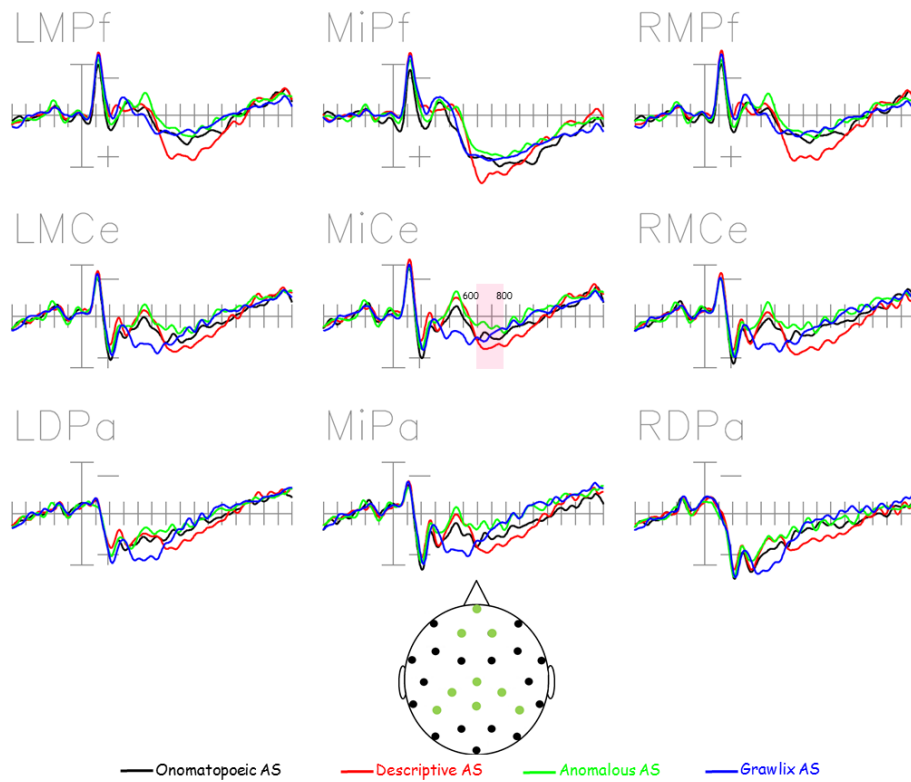 LMPf MiPf RMPf
+ + +
LMCe MiCe RMCe
600 800
LDPa MiPa RDPa
Onomatopoeic AS Descriptive AS Anomalous AS Grawlix AS